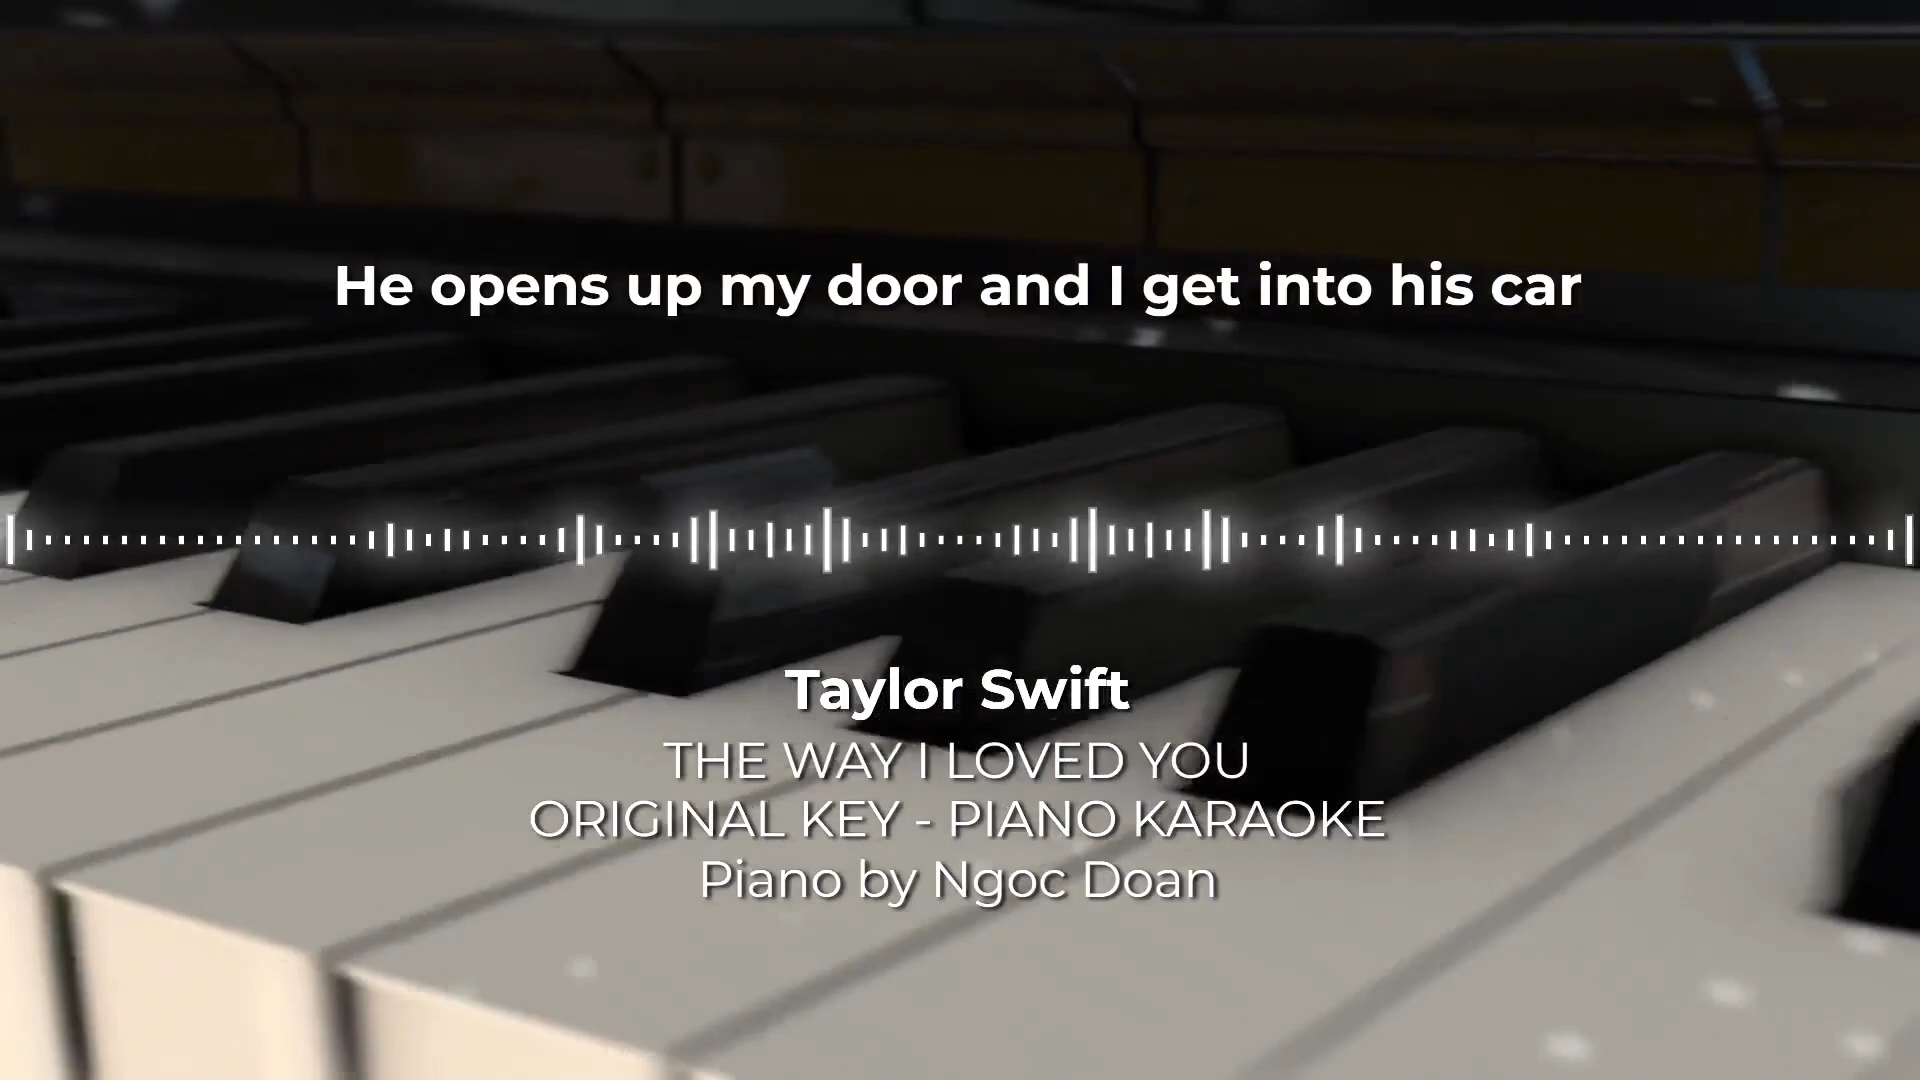 He opens up my door and I get into his car
Taylor Swift
THE WAY I LOVED YOU
ORIGINAL KEY - PIANO KARAOKE
Piano by Ngoc Doan